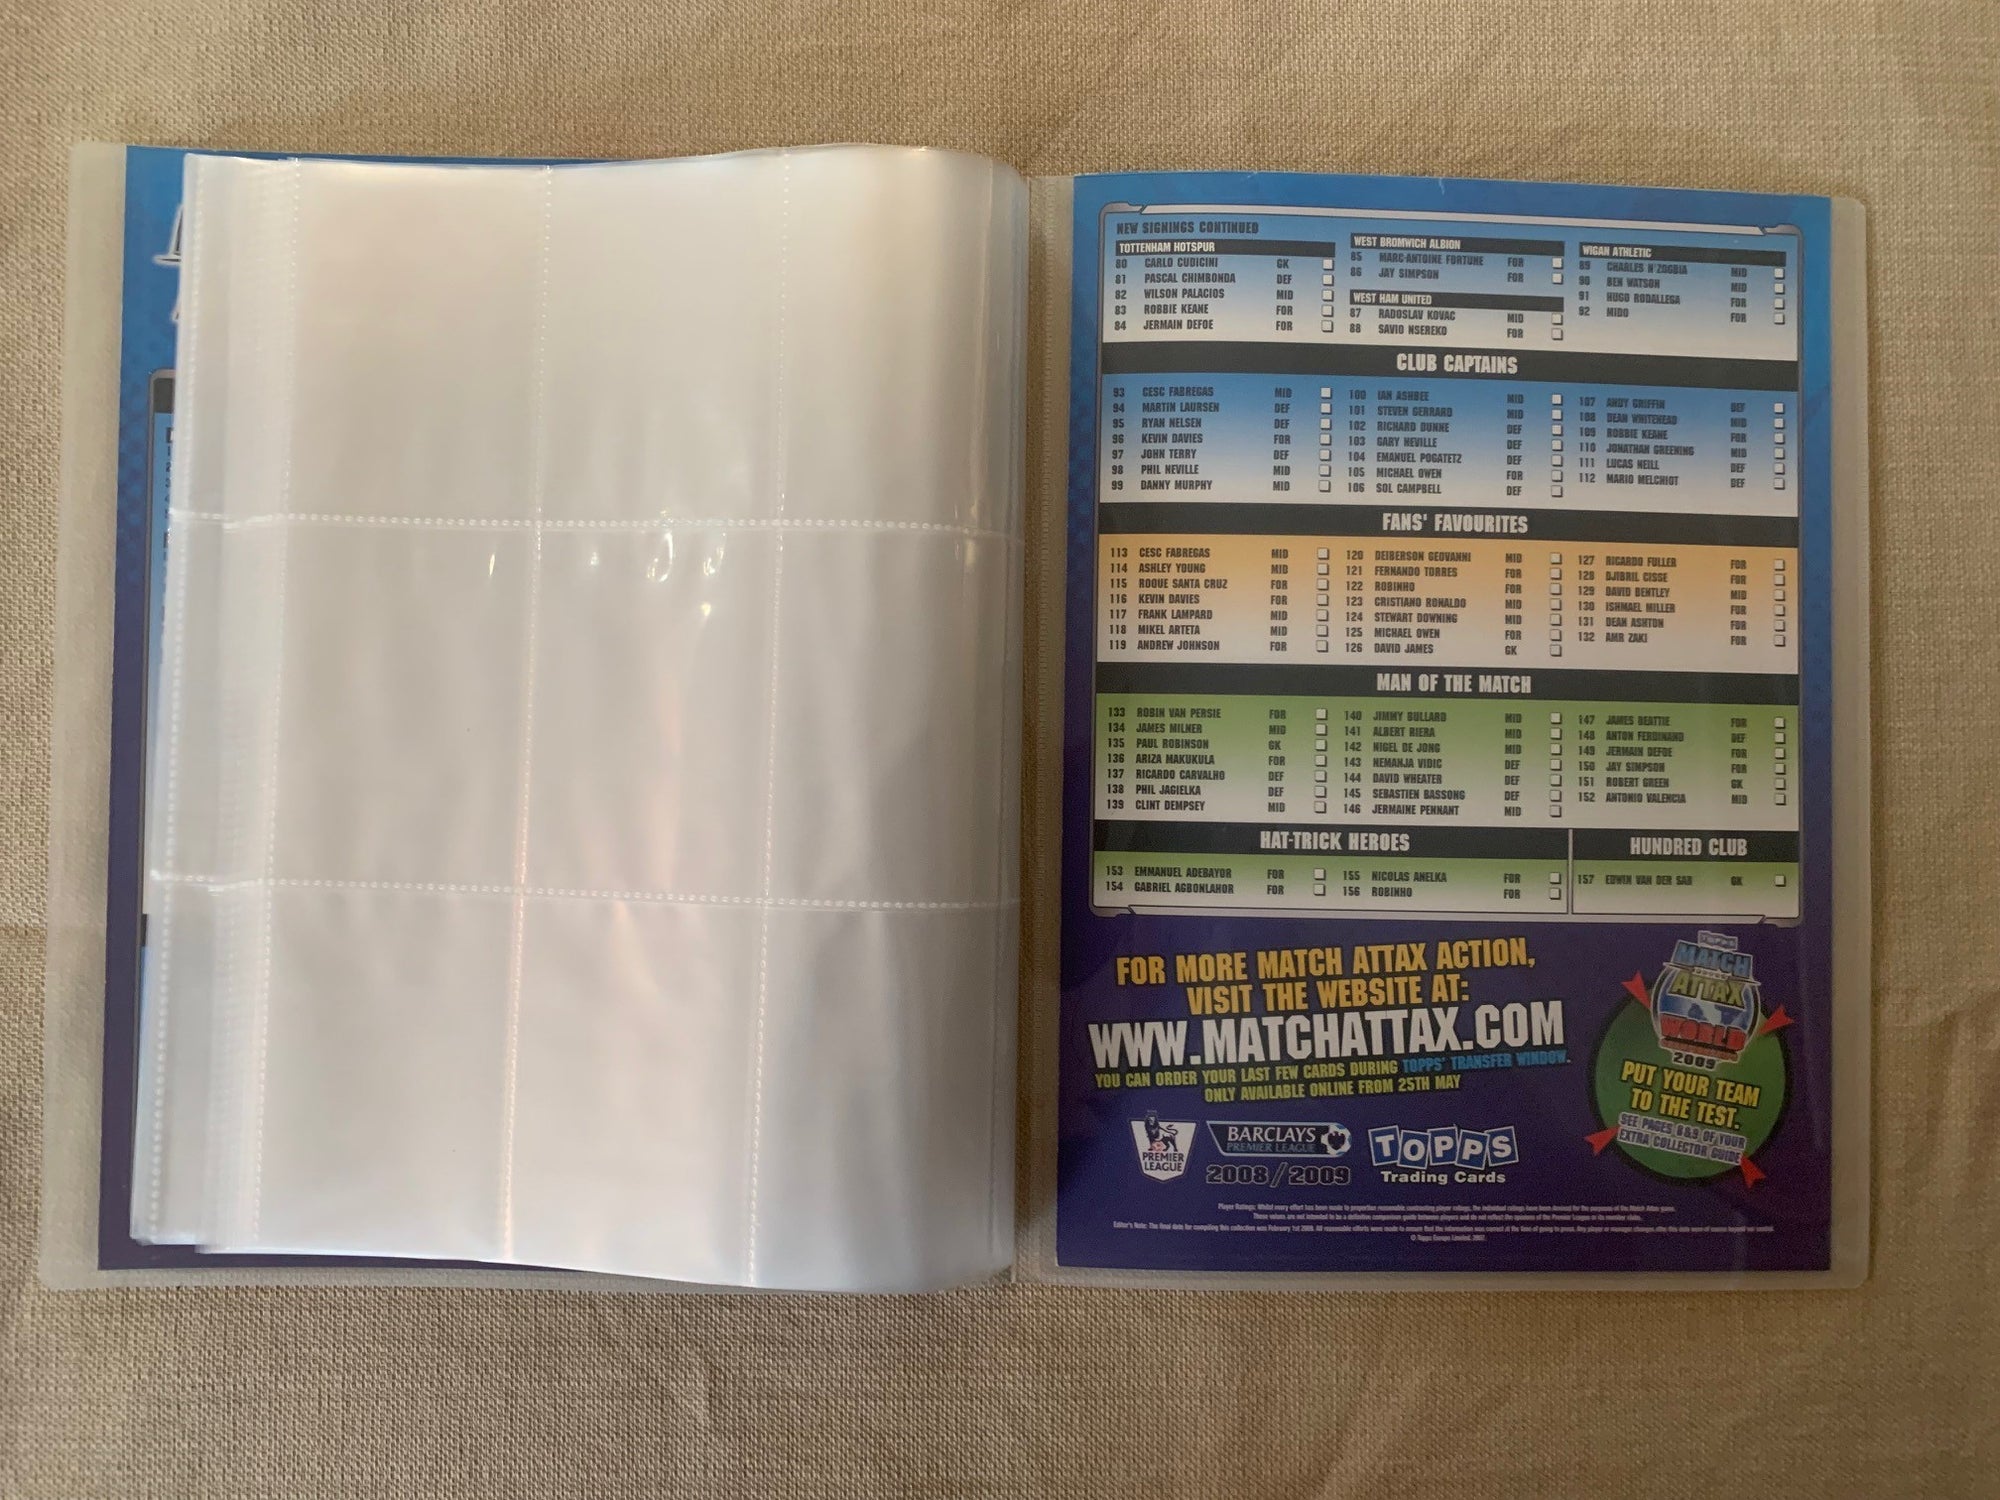 NEW SIGNINGS CONTINUED
TOTTENHAM HOTSPUR
80 CARLO CUDICINI GK
81 PASCAL CHIMBONDA DEF
82 WILSON PALACIOS MID
83 ROBBIE KEANE FOR
84 JERMAIN DEFOE FOR
WEST BROMWICH ALBION
85 MARC-ANTOINE FORTUNE FOR
86 JAY SIMPSON FOR
WEST HAM UNITED
87 RADOSLAV KOVAC MID
88 SAVIO NSEREKO FOR
WIGAN ATHLETIC
89 CHARLES N'ZOGBIA MID
90 BEN WATSON MID
91 HUGO RODALLEGA FOR
92 MIDO FOR
CLUB CAPTAINS
93 CESC FABREGAS MID
94 MARTIN LAURSEN DEF
95 RYAN NELSEN DEF
96 KEVIN DAVIES FOR
97 JOHN TERRY DEF
98 PHIL NEVILLE MID
99 DANNY MURPHY MID
100 IAN ASHBEE MID
101 STEVEN GERRARD MID
102 RICHARD DUNNE DEF
103 GARY NEVILLE DEF
104 EMANUEL POGATETZ DEF
105 MICHAEL OWEN FOR
106 SOL CAMPBELL DEF
107 ANDY GRIFFIN DEF
108 DEAN WHITEHEAD MID
109 ROBBIE KEANE FOR
110 JONATHAN GREENING MID
111 LUCAS NEILL DEF
112 MARIO MELCHIOT DEF
FANS' FAVOURITES
113 CESC FABREGAS MID
114 ASHLEY YOUNG MID
115 ROQUE SANTA CRUZ FOR
116 KEVIN DAVIES FOR
117 FRANK LAMPARD MID
118 MIKEL ARTETA MID
119 ANDREW JOHNSON FOR
120 DEIBERSON GEOVANNI MID
121 FERNANDO TORRES FOR
122 ROBINHO FOR
123 CRISTIANO RONALDO MID
124 STEWART DOWNING MID
125 MICHAEL OWEN FOR
126 DAVID JAMES GK
127 RICARDO FULLER FOR
128 DJIBRIL CISSE FOR
129 DAVID BENTLEY MID
130 ISHMAEL MILLER FOR
131 DEAN ASHTON FOR
132 AMR ZAKI FOR
MAN OF THE MATCH
133 ROBIN VAN PERSIE FOR
134 JAMES MILNER MID
135 PAUL ROBINSON GK
136 ARIZA MAKUKULA FOR
137 RICARDO CARVALHO DEF
138 PHIL JAGIELKA DEF
139 CLINT DEMPSEY MID
140 JIMMY BULLARD MID
141 ALBERT RIERA MID
142 NIGEL DE JONG MID
143 NEMANJA VIDIC DEF
144 DAVID WHEATER DEF
145 SEBASTIEN BASSONG DEF
146 JERMAINE PENNANT MID
147 JAMES BEATTIE FOR
148 ANTON FERDINAND DEF
149 JERMAIN DEFOE FOR
150 JAY SIMPSON FOR
151 ROBERT GREEN GK
152 ANTONIO VALENCIA MID
HAT-TRICK HEROES
153 EMMANUEL ADEBAYOR FOR
154 GABRIEL AGBONLAHOR FOR
155 NICOLAS ANELKA FOR
156 ROBINHO FOR
HUNDRED CLUB
157 EDWIN VAN DER SAR GK
FOR MORE MATCH ATTAX ACTION,
VISIT THE WEBSITE AT:
WWW.MATCHATTAX.COM
YOU CAN ORDER YOUR LAST FEW CARDS DURING TOPPS' TRANSFER WINDOW.
ONLY AVAILABLE ONLINE FROM 25TH MAY
TOPPS
MATCH
ATTAX
WORLD
2009
PUT YOUR TEAM
TO THE TEST.
SEE PAGES 8&9 OF YOUR
EXTRA COLLECTOR GUIDE
PREMIER
LEAGUE
BARCLAYS
PREMIER LEAGUE
2008/2009
TOPPS
Trading Cards
© Topps Europe Limited, 2007.